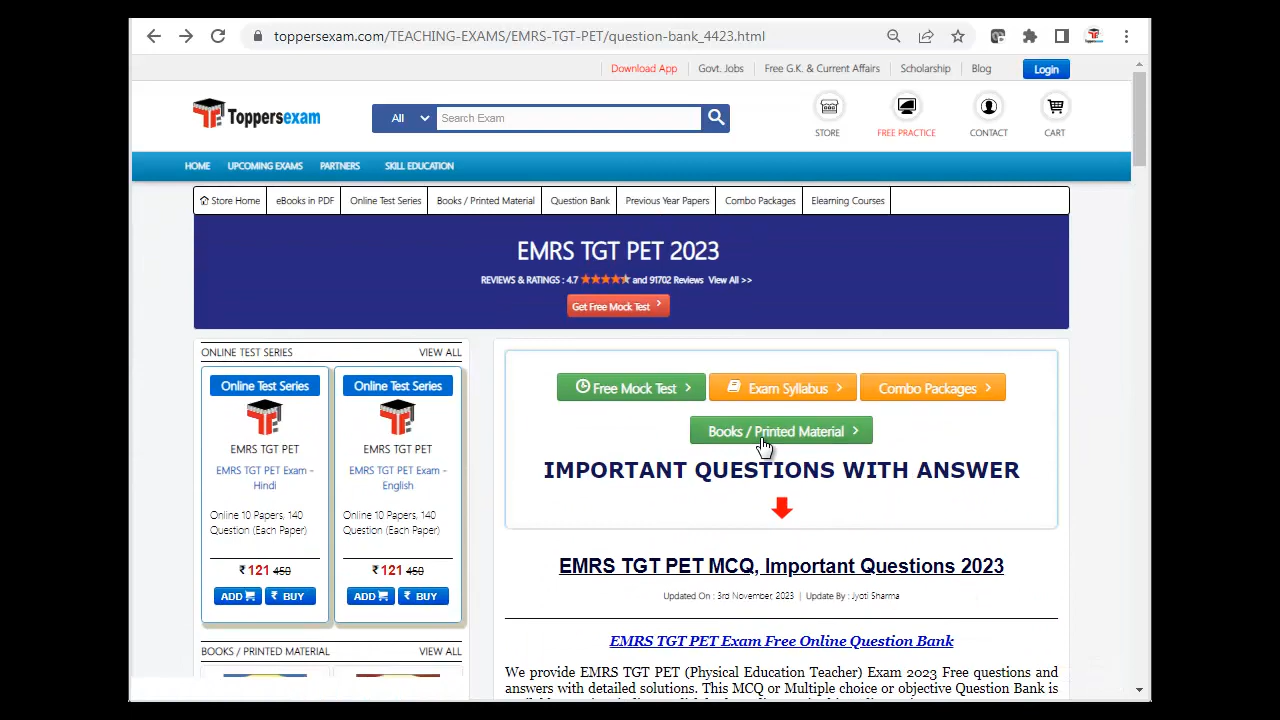 toppersexam.com/TEACHING-EXAMS/EMRS-TGT-PET/question-bank_4423.html
Download App Govt. Jobs Free G.K. & Current Affairs Scholarship Blog Login
Toppersexam All Search Exam
STORE FREE PRACTICE CONTACT CART
HOME UPCOMING EXAMS PARTNERS SKILL EDUCATION
Store Home eBooks in PDF Online Test Series Books / Printed Material Question Bank Previous Year Papers Combo Packages Elearning Courses
EMRS TGT PET 2023
REVIEWS & RATINGS : 4.7 and 91702 Reviews View All >>
Get Free Mock Test
ONLINE TEST SERIES VIEW ALL
Online Test Series
EMRS TGT PET
EMRS TGT PET Exam -
Hindi
Online 10 Papers, 140
Question (Each Paper)
₹ 121 450
ADD ₹ BUY
Online Test Series
EMRS TGT PET
EMRS TGT PET Exam -
English
Online 10 Papers, 140
Question (Each Paper)
₹ 121 450
ADD ₹ BUY
BOOKS / PRINTED MATERIAL VIEW ALL
Free Mock Test Exam Syllabus Combo Packages
Books / Printed Material
IMPORTANT QUESTIONS WITH ANSWER
EMRS TGT PET MCQ, Important Questions 2023
Updated On : 3rd November, 2023 | Update By : Jyoti Sharma
EMRS TGT PET Exam Free Online Question Bank
We provide EMRS TGT PET (Physical Education Teacher) Exam 2023 Free questions and
answers with detailed solutions. This MCQ or Multiple choice or objective Question Bank is